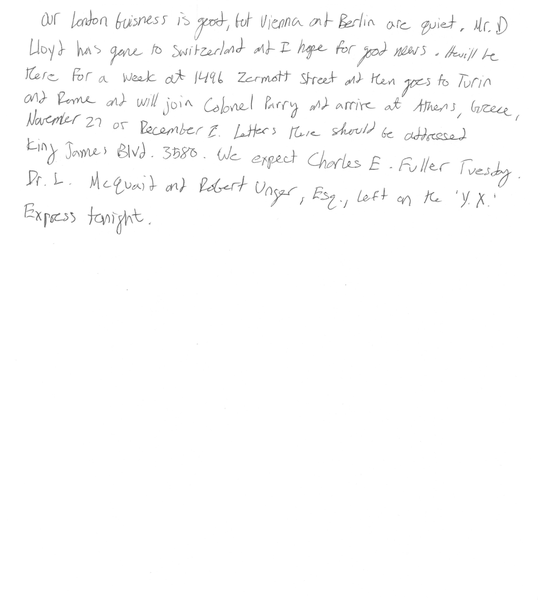 Our London business is good, but Vienna and Berlin are quiet. Mr. D
Lloyd has gone to Switzerland and I hope for good news. He will be
there for a week at 1496 Zermott Street and then goes to Turin
and Rome and will join Colonel Parry and arrive at Athens, Greece,
November 27 or December 2. Letters there should be addressed
King James Blvd. 3580. We expect Charles E. Fuller Tuesday.
Dr. L. McQuaid and Robert Unger, Esq., left on the 'Y.X.'
Express tonight.